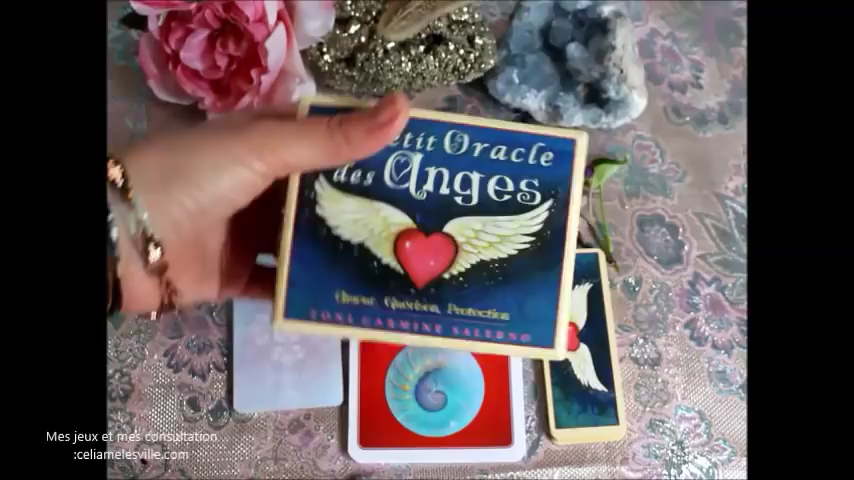 etit Oracle
des Anges
Amour, Guérison, Protection
TONI CARMINE SALERNO
Mes jeux et mes consultation
:celiamelesville.com